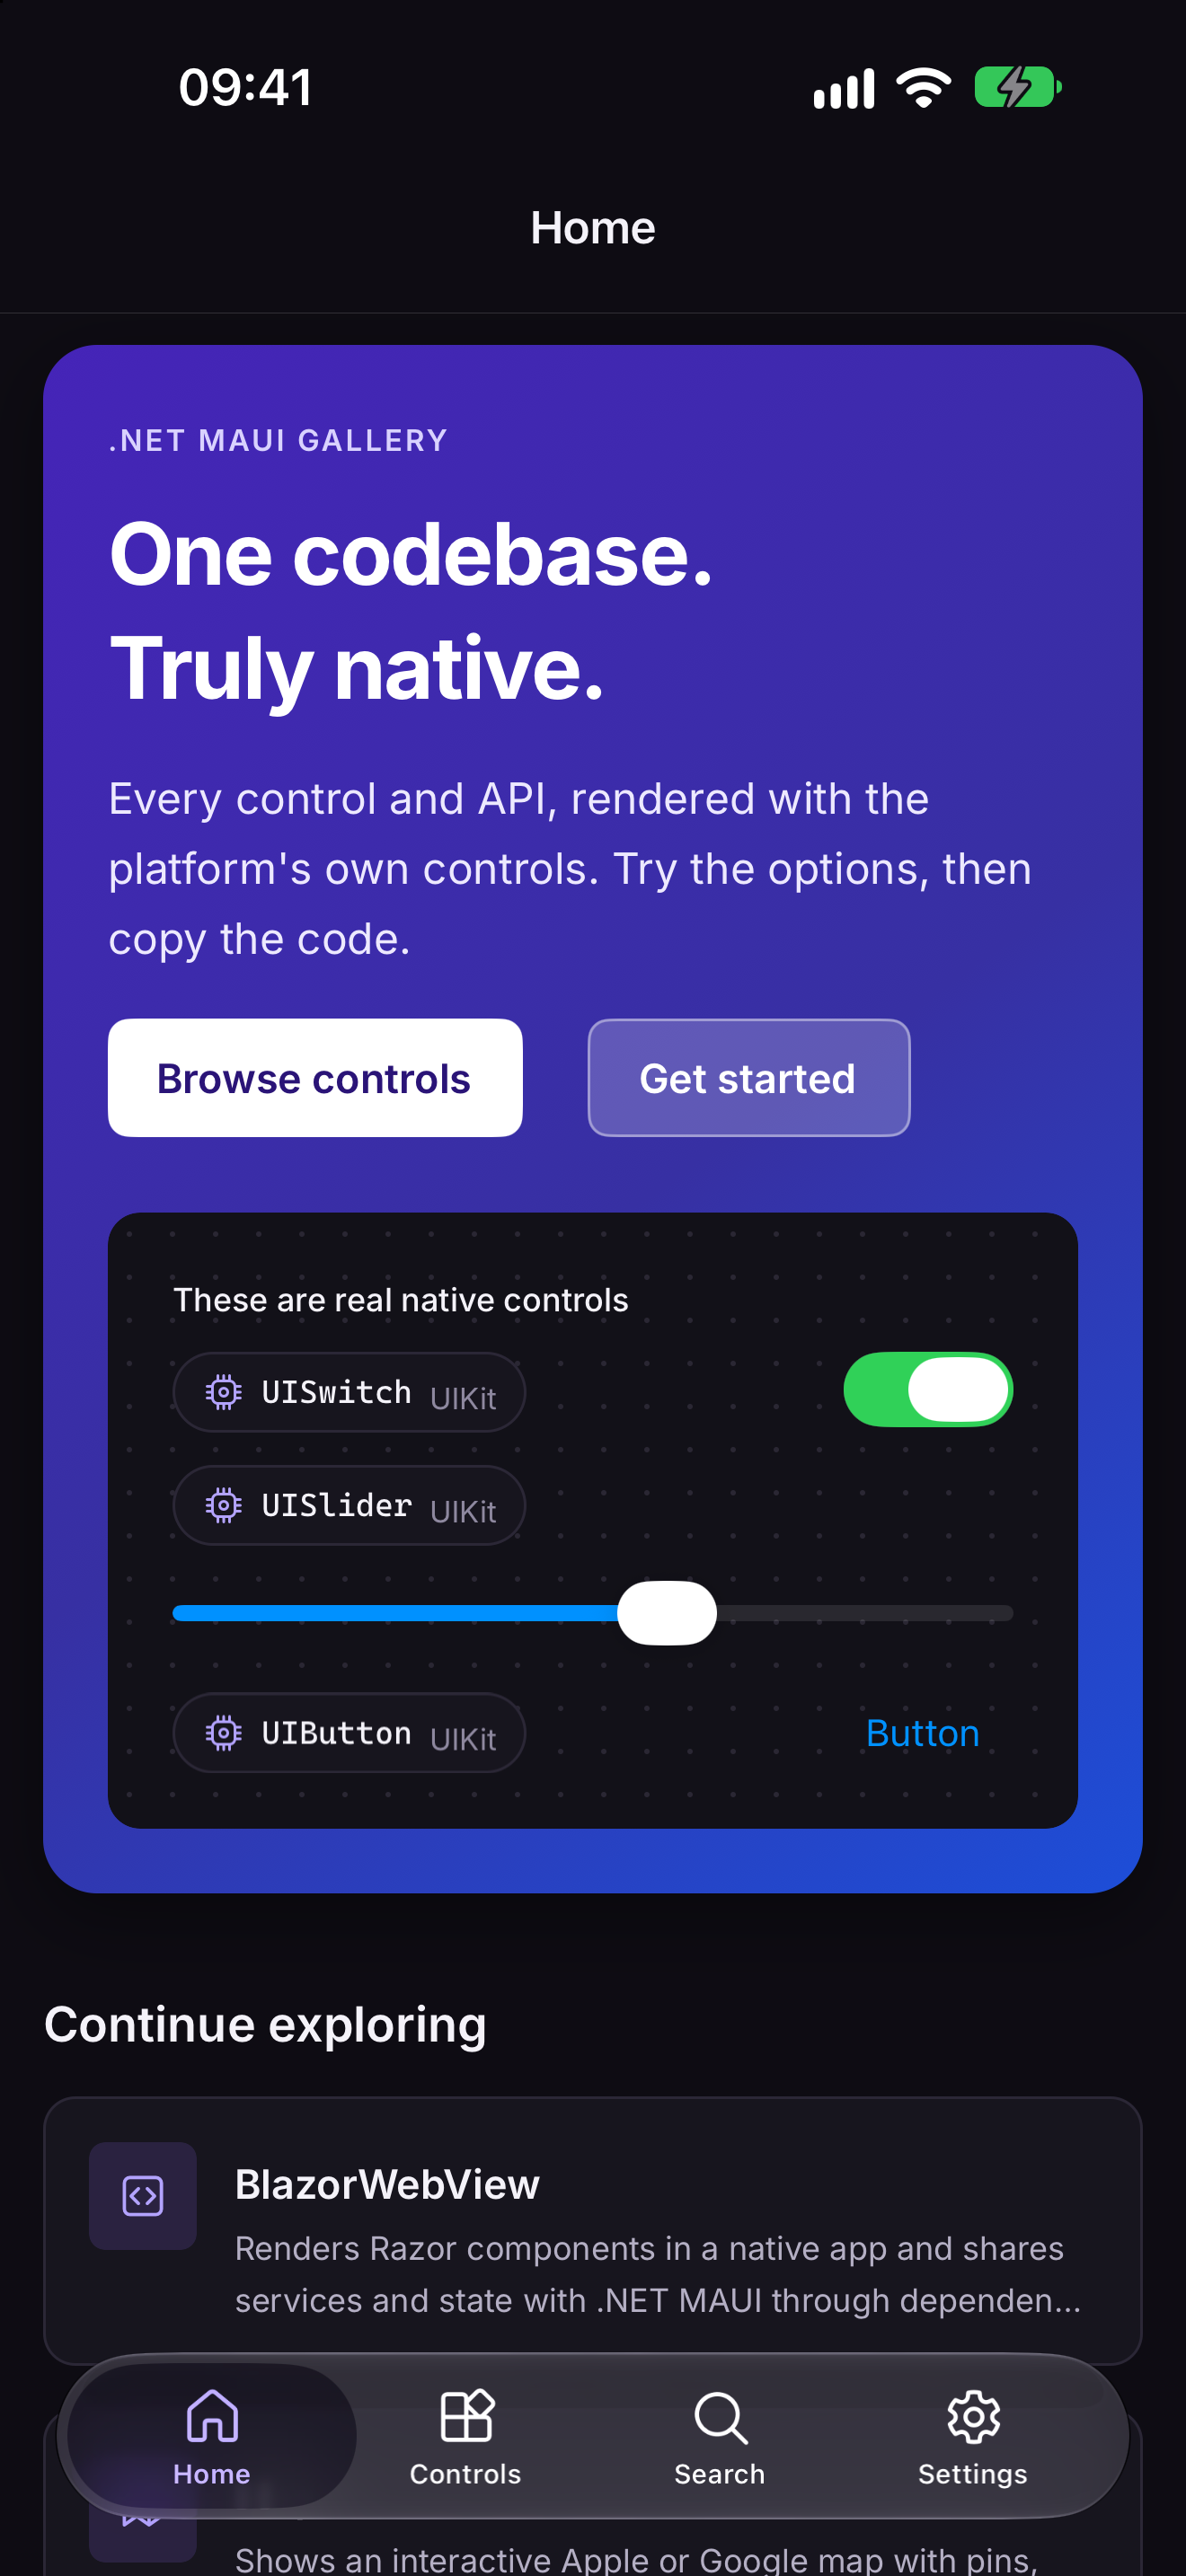 09:41
Home
.NET MAUI GALLERY
One codebase.
Truly native.
Every control and API, rendered with the
platform's own controls. Try the options, then
copy the code.
Browse controls
Get started
These are real native controls
UISwitch UIKit
UISlider UIKit
UIButton UIKit
Button
Continue exploring
BlazorWebView
Renders Razor components in a native app and shares
services and state with .NET MAUI through dependen...
Home
Controls
Search
Settings
Shows an interactive Apple or Google map with pins,